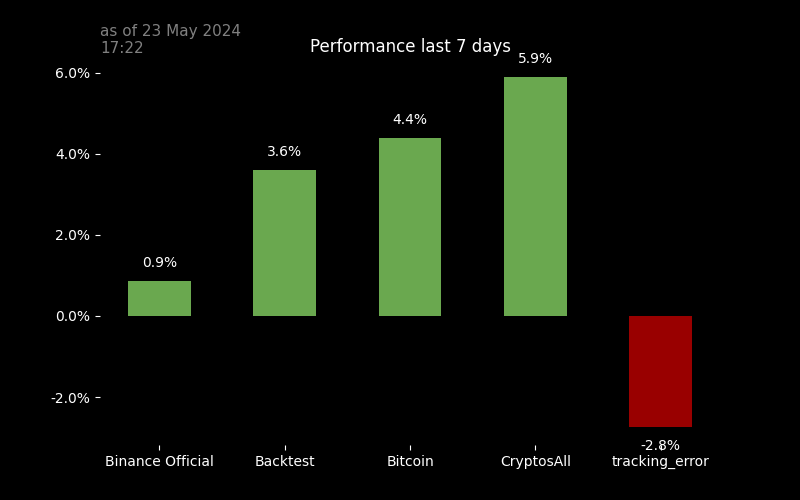 as of 23 May 2024
17:22
Performance last 7 days
6.0%
4.0%
2.0%
0.0%
-2.0%
0.9%
3.6%
4.4%
5.9%
-2.8%
Binance Official
Backtest
Bitcoin
CryptosAll
tracking_error